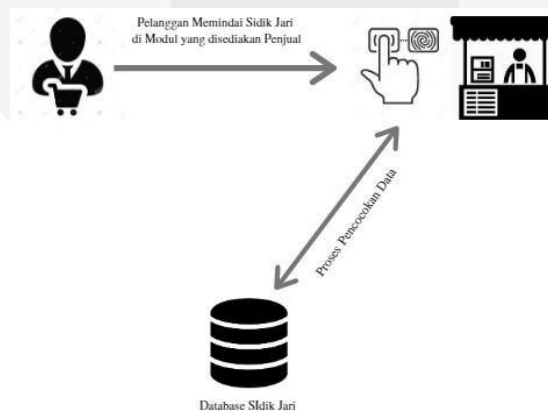 Pelanggan Memindai Sidik Jari
di Modul yang disediakan Penjual
Proses Pencocokan Data
Database SIdik Jari